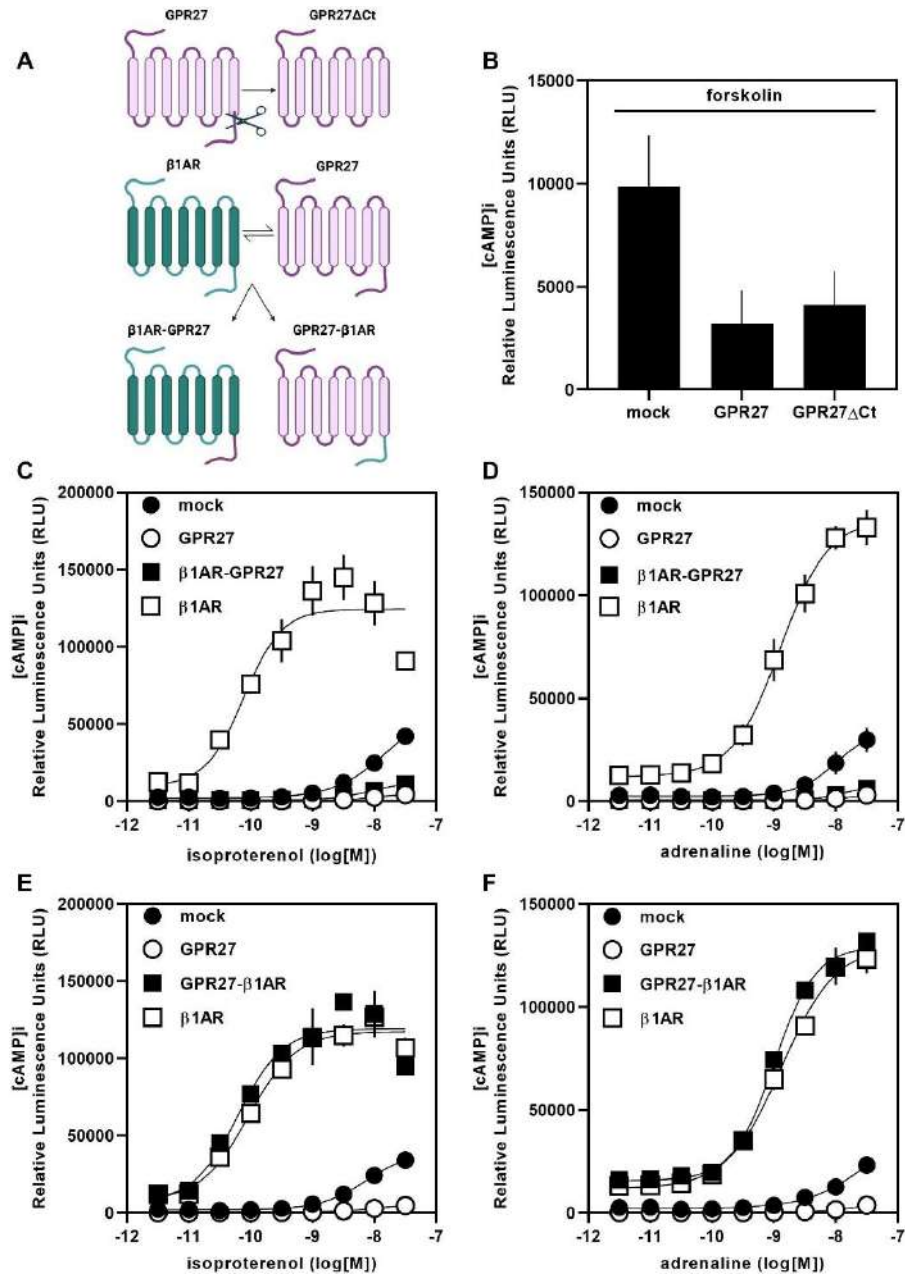 A
GPR27
GPR27ΔCt
β1AR
GPR27
β1AR-GPR27
GPR27-β1AR
B
[cAMP]i
Relative Luminescence Units (RLU)
15000
10000
5000
0
forskolin
mock
GPR27
GPR27ΔCt
C
[cAMP]i
Relative Luminescence Units (RLU)
200000
150000
100000
50000
0
mock
GPR27
β1AR-GPR27
β1AR
-12
-11
-10
-9
-8
-7
isoproterenol (log[M])
D
[cAMP]i
Relative Luminescence Units (RLU)
150000
100000
50000
0
mock
GPR27
β1AR-GPR27
β1AR
-12
-11
-10
-9
-8
-7
adrenaline (log[M])
E
[cAMP]i
Relative Luminescence Units (RLU)
200000
150000
100000
50000
0
mock
GPR27
GPR27-β1AR
β1AR
-12
-11
-10
-9
-8
-7
isoproterenol (log[M])
F
[cAMP]i
Relative Luminescence Units (RLU)
150000
100000
50000
0
mock
GPR27
GPR27-β1AR
β1AR
-12
-11
-10
-9
-8
-7
adrenaline (log[M])